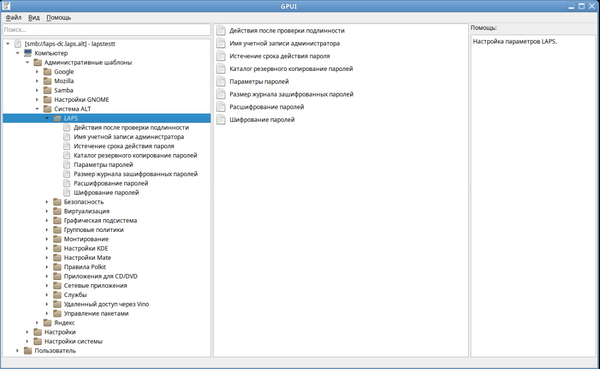 GPUI
Файл Вид Помощь
Поиск...
[smb://laps-dc.laps.alt] - lapstestt
Компьютер
Административные шаблоны
Google
Mozilla
Samba
Настройки GNOME
Система ALT
LAPS
Действия после проверки подлинности
Имя учетной записи администратора
Истечение срока действия пароля
Каталог резервного копирование паролей
Параметры паролей
Размер журнала зашифрованных паролей
Расшифрование паролей
Шифрование паролей
Безопасность
Виртуализация
Графическая подсистема
Групповые политики
Монтирование
Настройки KDE
Настройки Mate
Правила Polkit
Приложения для CD/DVD
Сетевые приложения
Службы
Удаленный доступ через Vino
Управление пакетами
Яндекс
Настройки
Настройки системы
Пользователь
Действия после проверки подлинности
Имя учетной записи администратора
Истечение срока действия пароля
Каталог резервного копирование паролей
Параметры паролей
Размер журнала зашифрованных паролей
Расшифрование паролей
Шифрование паролей
Помощь:
Настройка параметров LAPS.